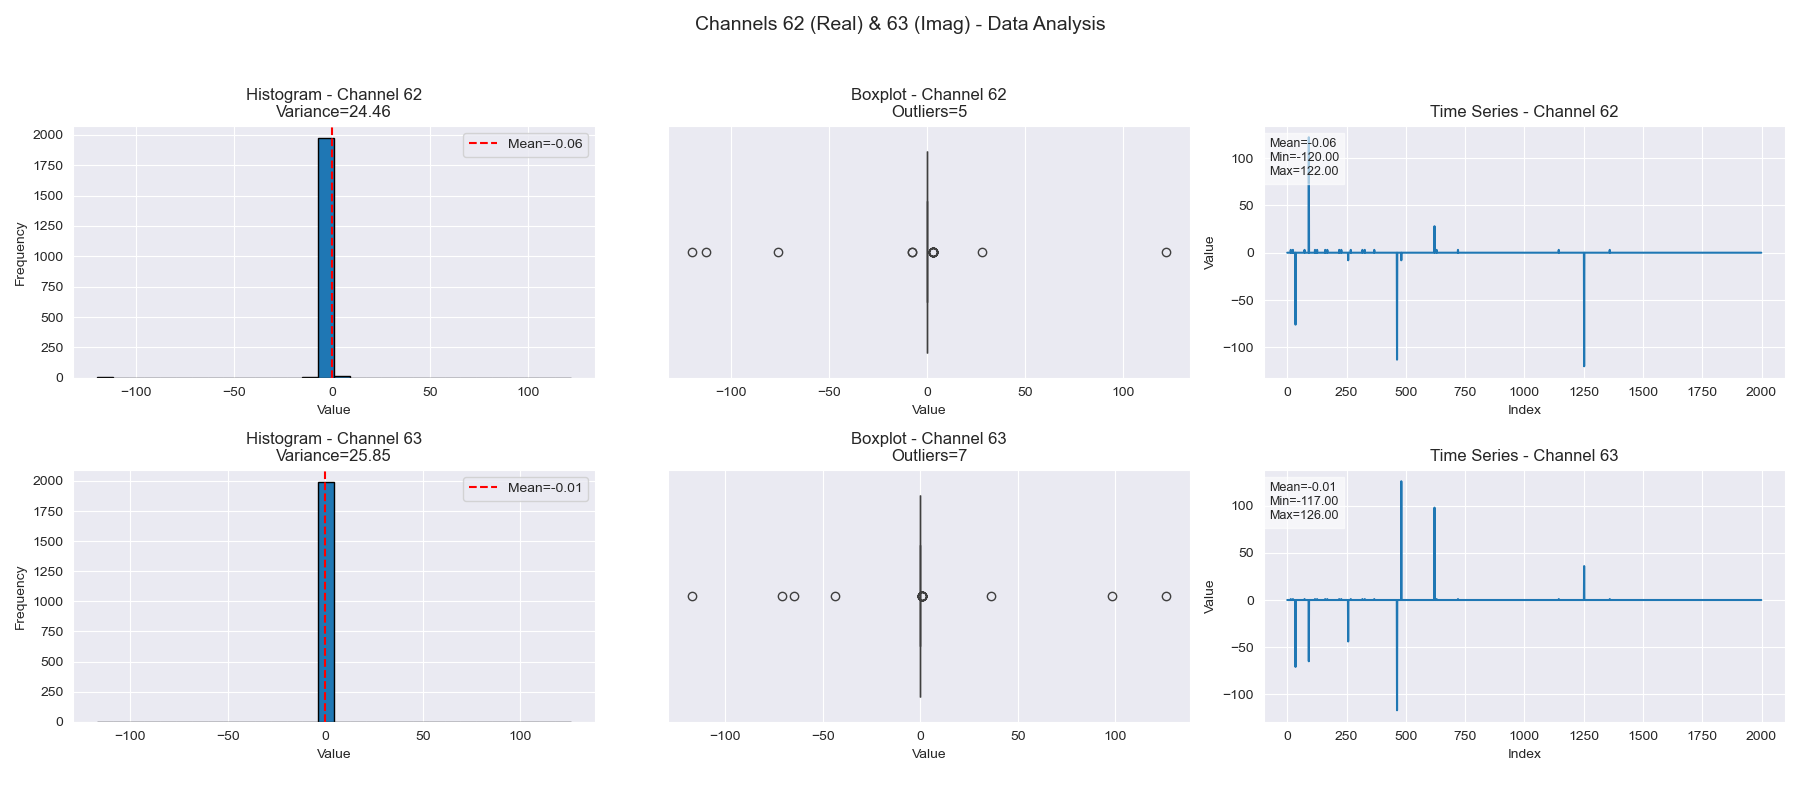 Channels 62 (Real) & 63 (Imag) - Data Analysis
Histogram - Channel 62
Variance=24.46
2000
1750
1500
1250
1000
750
500
250
0
Frequency
Mean=-0.06
−100
−50
0
50
100
Value
Boxplot - Channel 62
Outliers=5
−100
−50
0
50
100
Value
Time Series - Channel 62
Mean=-0.06
Min=-120.00
Max=122.00
100
50
0
−50
−100
Value
0
250
500
750
1000
1250
1500
1750
2000
Index
Histogram - Channel 63
Variance=25.85
2000
1750
1500
1250
1000
750
500
250
0
Frequency
Mean=-0.01
−100
−50
0
50
100
Value
Boxplot - Channel 63
Outliers=7
−100
−50
0
50
100
Value
Time Series - Channel 63
Mean=-0.01
Min=-117.00
Max=126.00
100
50
0
−50
−100
Value
0
250
500
750
1000
1250
1500
1750
2000
Index